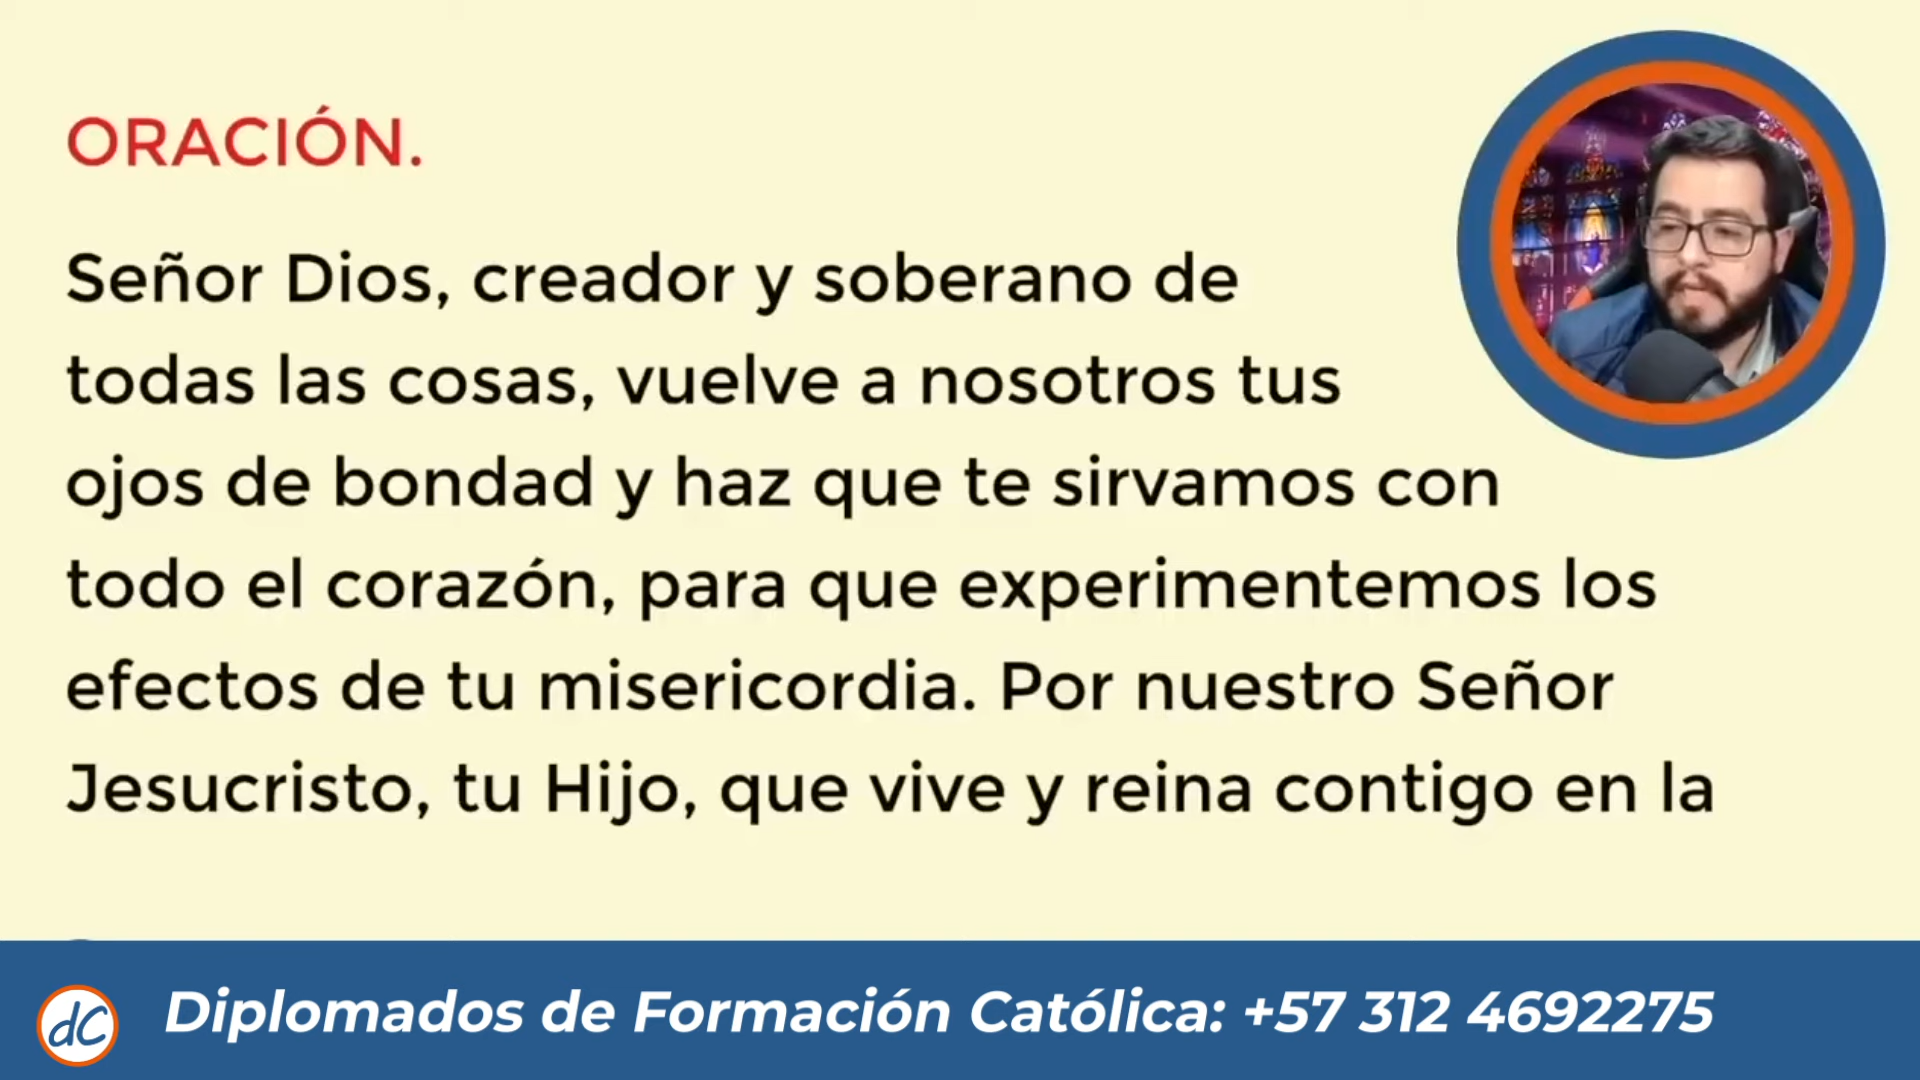 ORACIÓN.
Señor Dios, creador y soberano de
todas las cosas, vuelve a nosotros tus
ojos de bondad y haz que te sirvamos con
todo el corazón, para que experimentemos los
efectos de tu misericordia. Por nuestro Señor
Jesucristo, tu Hijo, que vive y reina contigo en la
dC
Diplomados de Formación Católica: +57 312 4692275